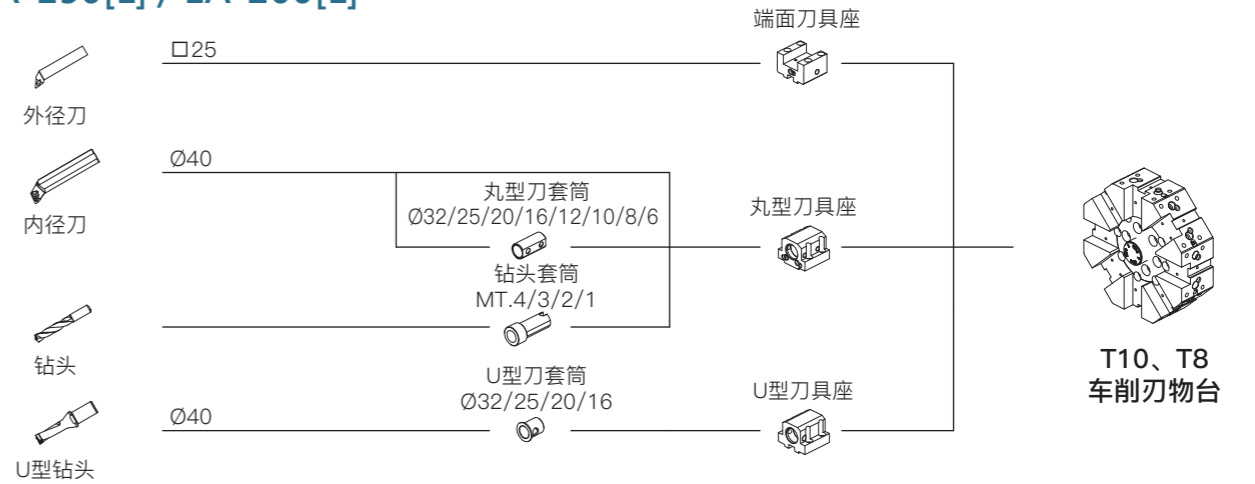 端面刀具座
□25
外径刀
Ø40
丸型刀套筒
Ø32/25/20/16/12/10/8/6
丸型刀具座
内径刀
钻头套筒
MT.4/3/2/1
钻头
T10、T8
车削刃物台
U型刀套筒
Ø32/25/20/16
U型刀具座
Ø40
U型钻头